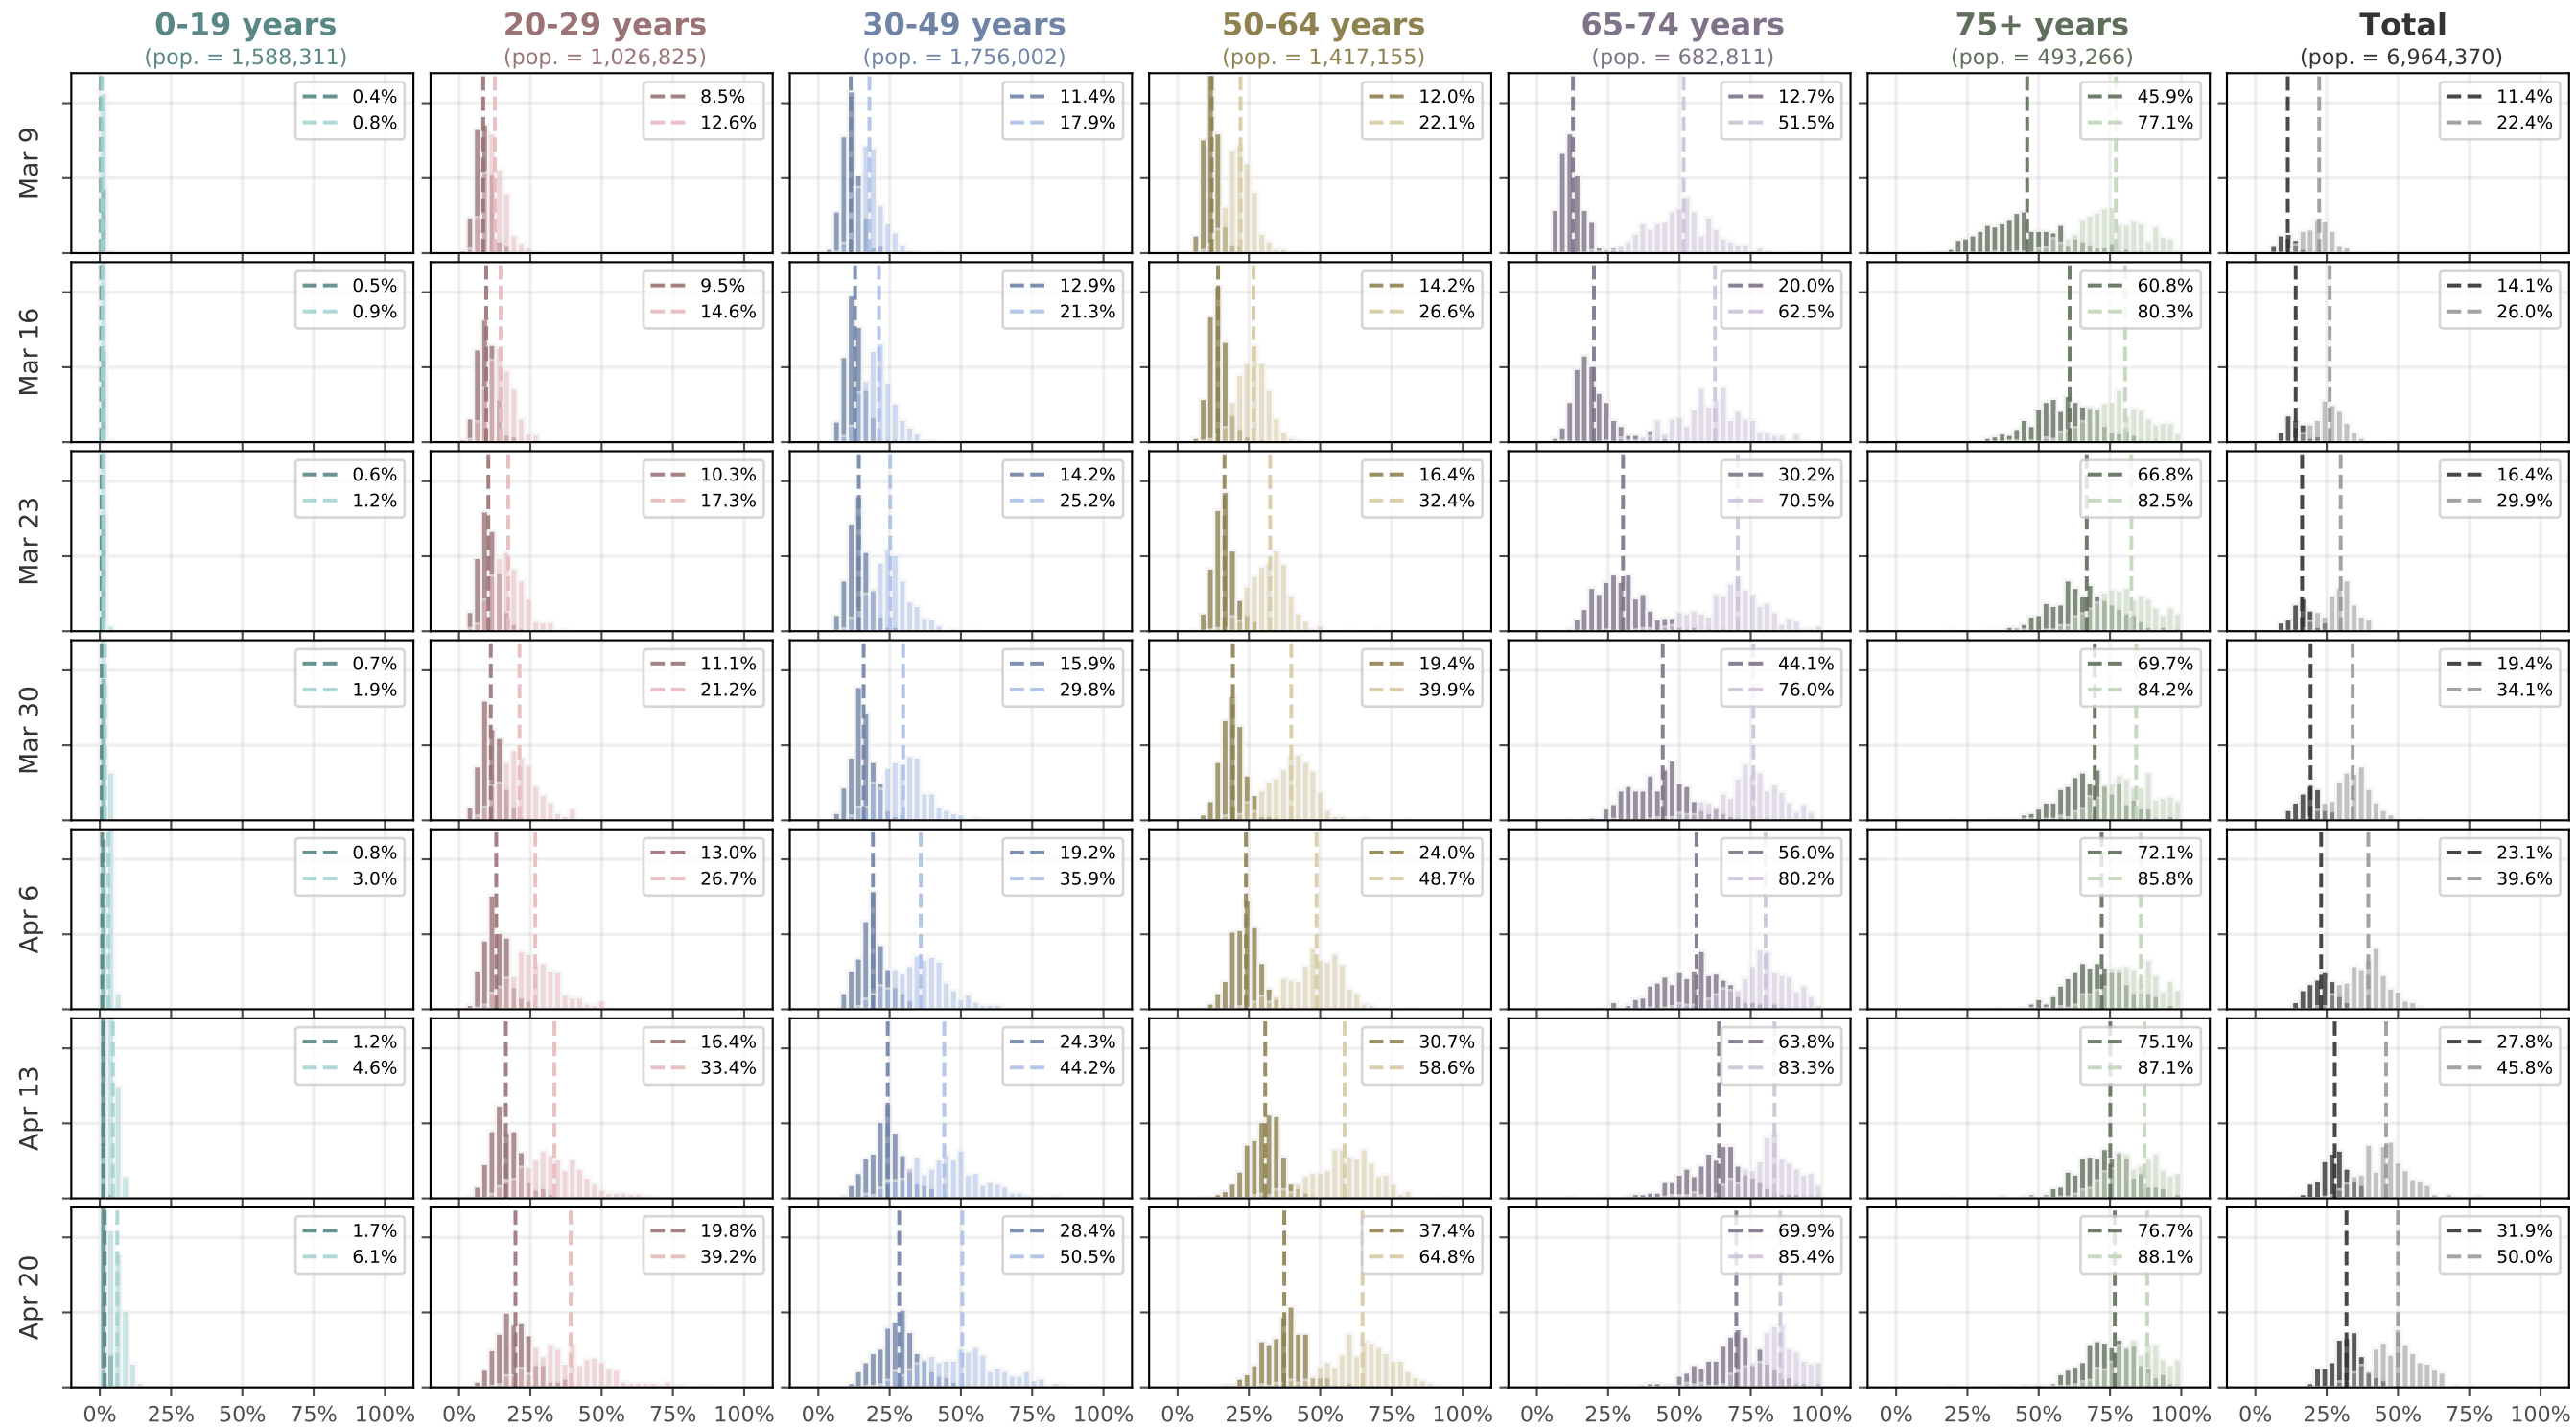 0-19 years 20-29 years 30-49 years 50-64 years 65-74 years 75+ years Total
(pop. = 1,588,311) (pop. = 1,026,825) (pop. = 1,756,002) (pop. = 1,417,155) (pop. = 682,811) (pop. = 493,266) (pop. = 6,964,370)
Mar 9
0.4% 8.5% 11.4% 12.0% 12.7% 45.9% 11.4%
0.8% 12.6% 17.9% 22.1% 51.5% 77.1% 22.4%
Mar 16
0.5% 9.5% 12.9% 14.2% 20.0% 60.8% 14.1%
0.9% 14.6% 21.3% 26.6% 62.5% 80.3% 26.0%
Mar 23
0.6% 10.3% 14.2% 16.4% 30.2% 66.8% 16.4%
1.2% 17.3% 25.2% 32.4% 70.5% 82.5% 29.9%
Mar 30
0.7% 11.1% 15.9% 19.4% 44.1% 69.7% 19.4%
1.9% 21.2% 29.8% 39.9% 76.0% 84.2% 34.1%
Apr 6
0.8% 13.0% 19.2% 24.0% 56.0% 72.1% 23.1%
3.0% 26.7% 35.9% 48.7% 80.2% 85.8% 39.6%
Apr 13
1.2% 16.4% 24.3% 30.7% 63.8% 75.1% 27.8%
4.6% 33.4% 44.2% 58.6% 83.3% 87.1% 45.8%
Apr 20
1.7% 19.8% 28.4% 37.4% 69.9% 76.7% 31.9%
6.1% 39.2% 50.5% 64.8% 85.4% 88.1% 50.0%
0% 25% 50% 75% 100% 0% 25% 50% 75% 100% 0% 25% 50% 75% 100% 0% 25% 50% 75% 100% 0% 25% 50% 75% 100% 0% 25% 50% 75% 100% 0% 25% 50% 75% 100%